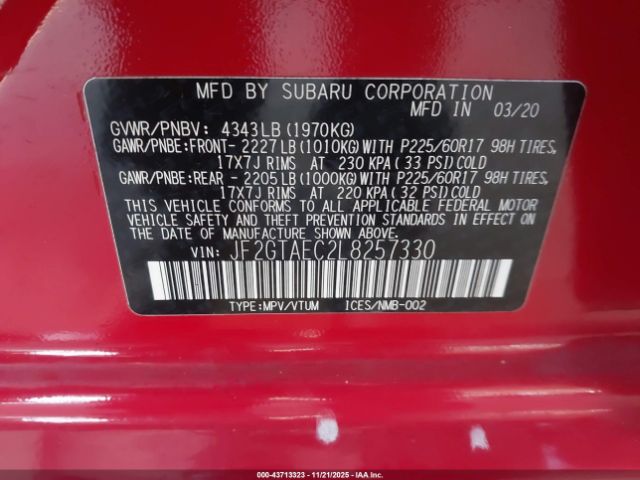 MFD BY SUBARU CORPORATION
MFD IN 03/20
GVWR/PNBV: 4343LB(1970KG)
GAWR/PNBE:FRONT- 2227LB(1010KG)WITH P225/60R17 98H TIRES,
17X7J RIMS AT 230 KPA(33 PSI)COLD
GAWR/PNBE:REAR - 2205LB(1000KG)WITH P225/60R17 98H TIRES,
17X7J RIMS AT 220 KPA(32 PSI)COLD
THIS VEHICLE CONFORMS TO ALL APPLICABLE FEDERAL MOTOR
VEHICLE SAFETY AND THEFT PREVENTION STANDARDS IN EFFECT
ON THE DATE OF MANUFACTURE SHOWN ABOVE.
VIN: JF2GTAEC2L8257330
TYPE:MPV/VTUM ICES/NMB-002
000-43713323 - 11/21/2025 - IAA Inc.